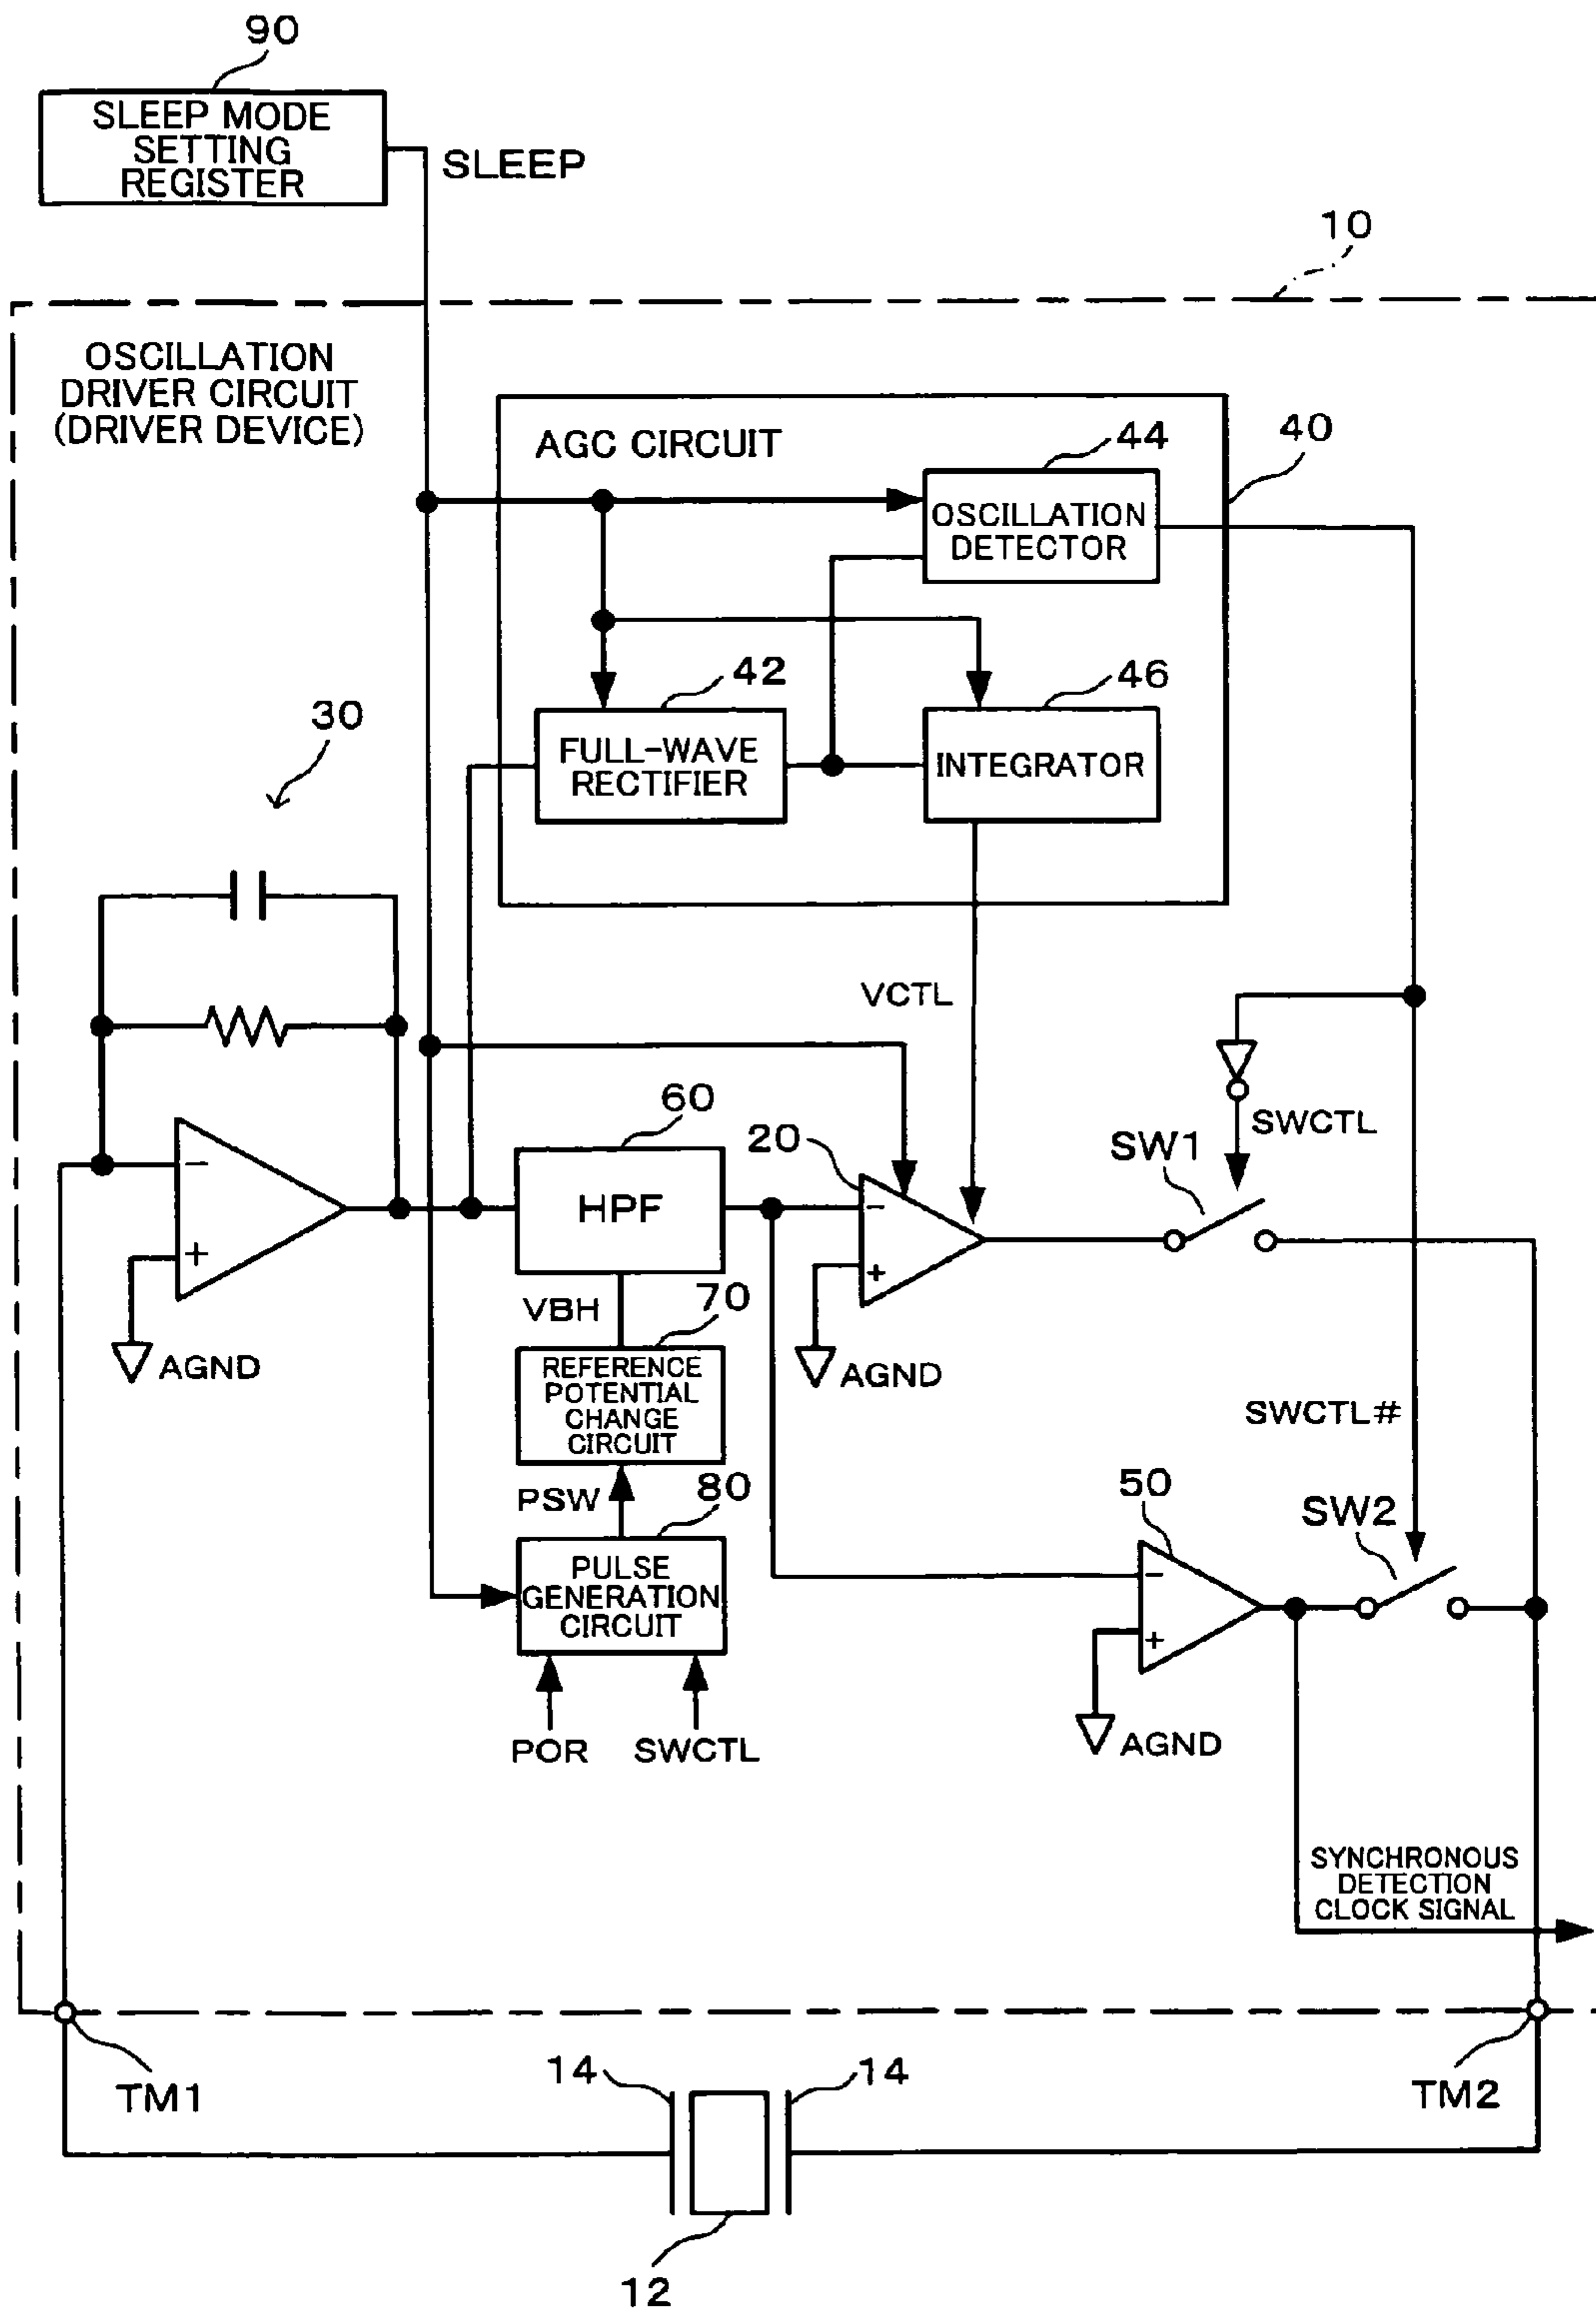 90
SLEEP MODE
SETTING
REGISTER
SLEEP
10
OSCILLATION
DRIVER CIRCUIT
(DRIVER DEVICE)
AGC CIRCUIT
44
40
OSCILLATION
DETECTOR
42
46
30
FULL-WAVE
RECTIFIER
INTEGRATOR
VCTL
60
20
SW1
SWCTL
−
+
HPF
−
+
VBH
70
AGND
AGND
REFERENCE
POTENTIAL
CHANGE
CIRCUIT
SWCTL#
PSW
80
50
SW2
PULSE
GENERATION
CIRCUIT
−
+
POR
SWCTL
AGND
SYNCHRONOUS
DETECTION
CLOCK SIGNAL
TM1
14
14
TM2
12